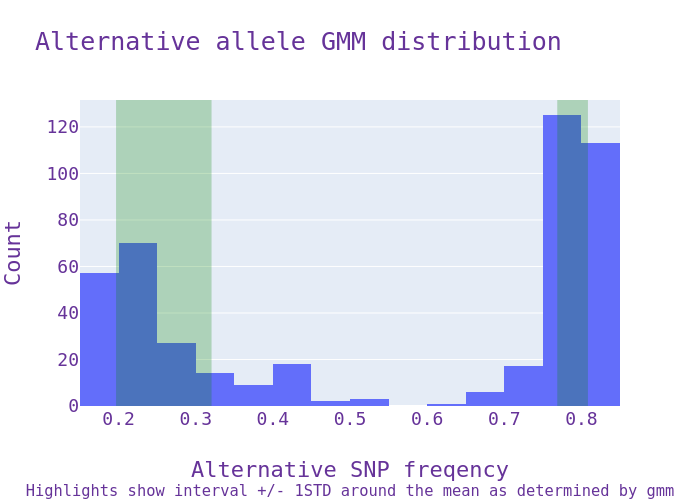 Alternative allele GMM distribution
Count
120
100
80
60
40
20
0
0.2 0.3 0.4 0.5 0.6 0.7 0.8
Alternative SNP freqency
Highlights show interval +/- 1STD around the mean as determined by gmm